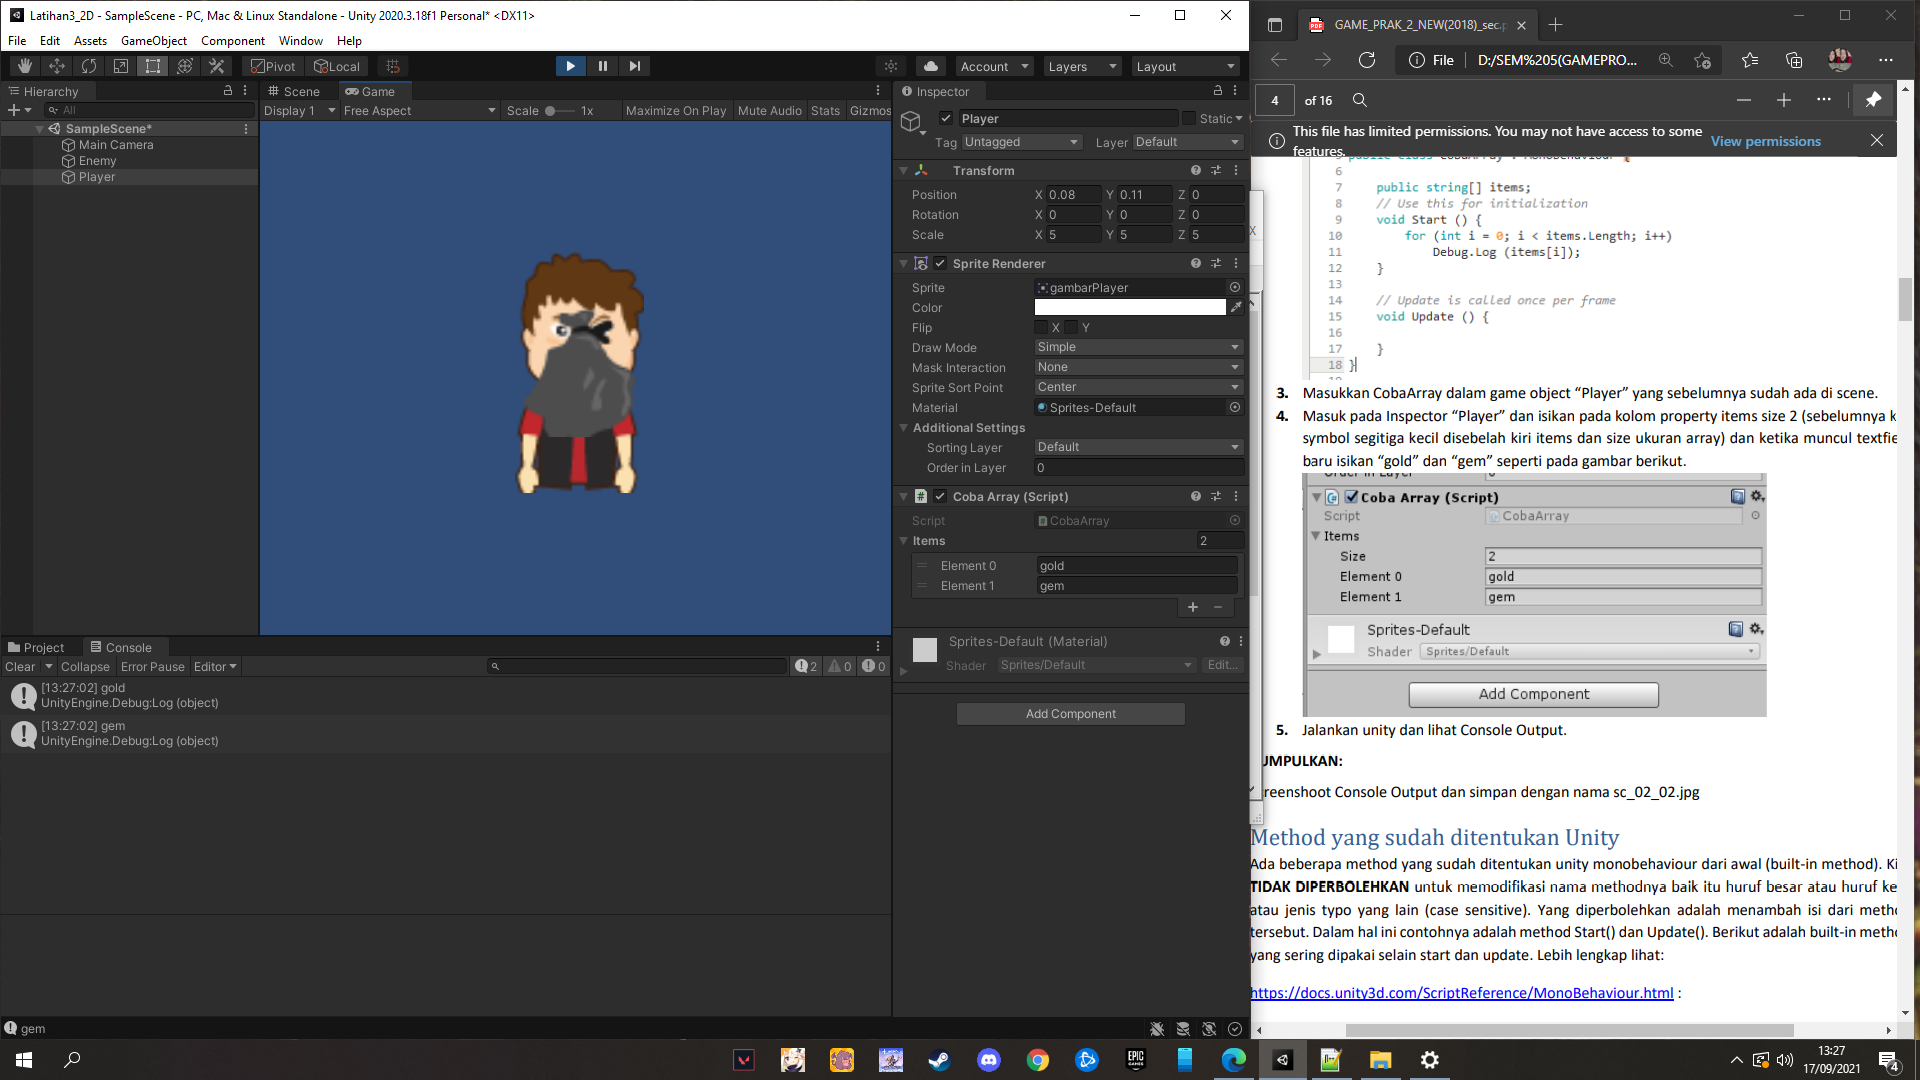 Latihan3_2D - SampleScene - PC, Mac & Linux Standalone - Unity 2020.3.18f1 Personal* <DX11>
File Edit Assets GameObject Component Window Help
Pivot Local
Account Layers Layout
Hierarchy
All
SampleScene*
Main Camera
Enemy
Player
Scene Game
Display 1 Free Aspect Scale 1x Maximize On Play Mute Audio Stats Gizmos
Inspector
Player Static
Tag Untagged Layer Default
Transform
Position X 0.08 Y 0.11 Z 0
Rotation X 0 Y 0 Z 0
Scale X 5 Y 5 Z 5
Sprite Renderer
Sprite gambarPlayer
Color
Flip X Y
Draw Mode Simple
Mask Interaction None
Sprite Sort Point Center
Material Sprites-Default
Additional Settings
Sorting Layer Default
Order in Layer 0
Coba Array (Script)
Script CobaArray
Items 2
Element 0 gold
Element 1 gem
+ −
Sprites-Default (Material)
Shader Sprites/Default Edit...
Add Component
Project Console
Clear Collapse Error Pause Editor 2 0 0
[13:27:02] gold
UnityEngine.Debug:Log (object)
[13:27:02] gem
UnityEngine.Debug:Log (object)
gem
GAME_PRAK_2_NEW(2018)_sec.p
File D:/SEM%205(GAMEPRO...
4 of 16
This file has limited permissions. You may not have access to some
features.
View permissions
public class CobaArray : MonoBehaviour {
6
7 public string[] items;
8 // Use this for initialization
9 void Start () {
10 for (int i = 0; i < items.Length; i++)
11 Debug.Log (items[i]);
12 }
13
14 // Update is called once per frame
15 void Update () {
16
17 }
18 }
3. Masukkan CobaArray dalam game object “Player” yang sebelumnya sudah ada di scene.
4. Masuk pada Inspector “Player” dan isikan pada kolom property items size 2 (sebelumnya k
symbol segitiga kecil disebelah kiri items dan size ukuran array) dan ketika muncul textfie
baru isikan “gold” dan “gem” seperti pada gambar berikut.
Order in Layer
Coba Array (Script)
Script CobaArray
Items
Size 2
Element 0 gold
Element 1 gem
Sprites-Default
Shader Sprites/Default
Add Component
5. Jalankan unity dan lihat Console Output.
UMPULKAN:
reenshoot Console Output dan simpan dengan nama sc_02_02.jpg
Method yang sudah ditentukan Unity
Ada beberapa method yang sudah ditentukan unity monobehaviour dari awal (built-in method). Ki
TIDAK DIPERBOLEHKAN untuk memodifikasi nama methodnya baik itu huruf besar atau huruf ke
atau jenis typo yang lain (case sensitive). Yang diperbolehkan adalah menambah isi dari metho
tersebut. Dalam hal ini contohnya adalah method Start() dan Update(). Berikut adalah built-in metho
yang sering dipakai selain start dan update. Lebih lengkap lihat:
https://docs.unity3d.com/ScriptReference/MonoBehaviour.html :
EPIC GAMES
13:27
17/09/2021
4